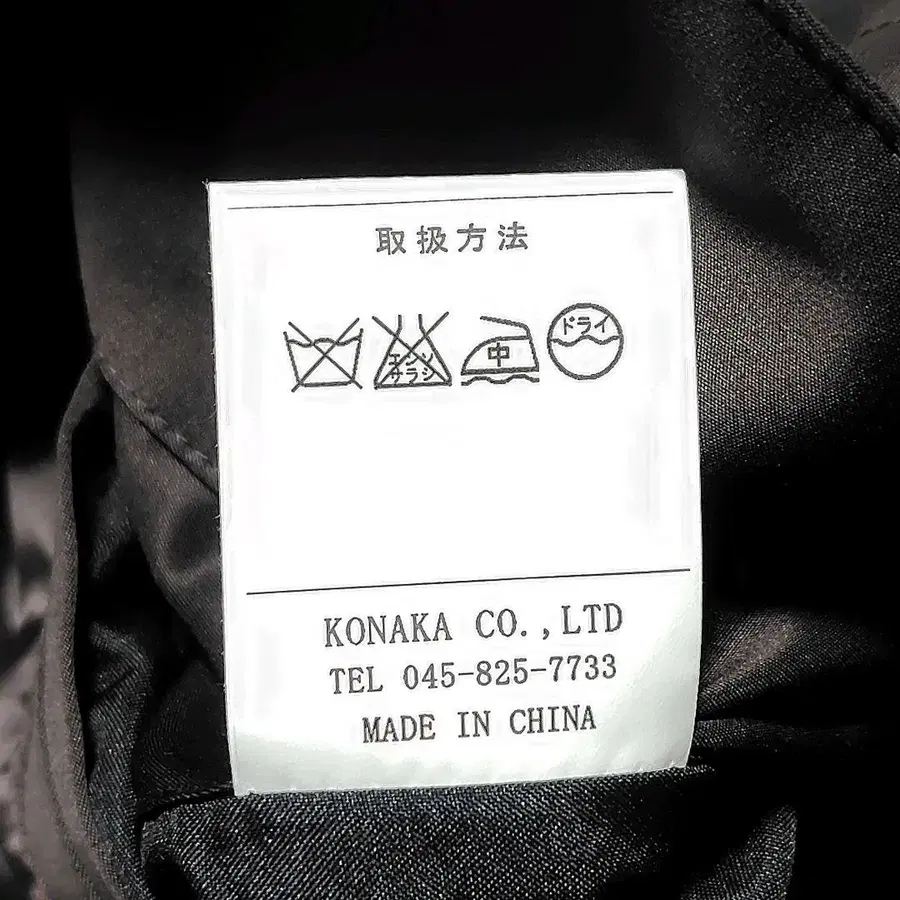 取扱方法
エンソ
サラシ
中
ドライ
KONAKA CO.,LTD
TEL 045-825-7733
MADE IN CHINA